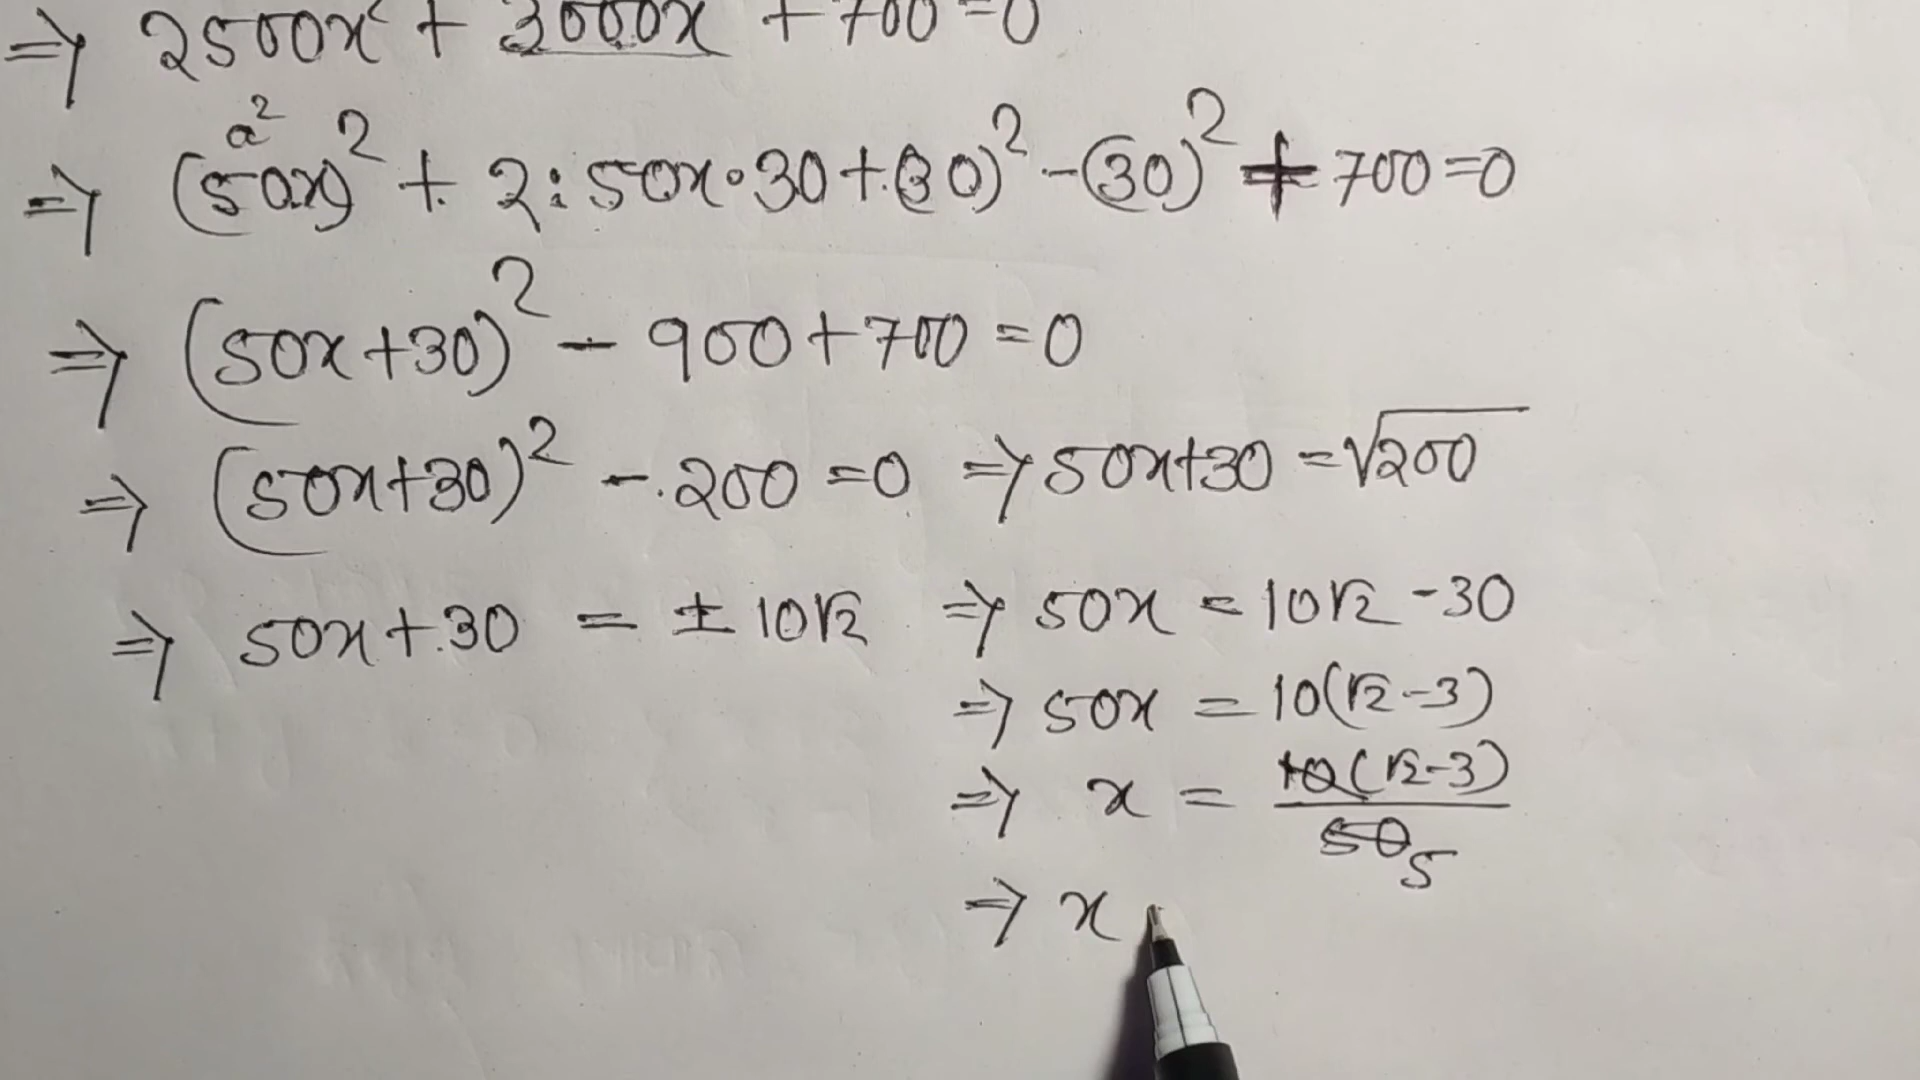 ⇒ 2500x² + 3000x + 700 = 0
a²
⇒ (50x)² + 2·50x·30 + (30)² - (30)² + 700 = 0
⇒ (50x+30)² - 900 + 700 = 0
⇒ (50x+30)² - 200 = 0 ⇒ 50x+30 = √200
⇒ 50x+30 = ± 10√2 ⇒ 50x = 10√2 - 30
⇒ 50x = 10(√2-3)
⇒ x = 10(√2-3)
50 5
⇒ x